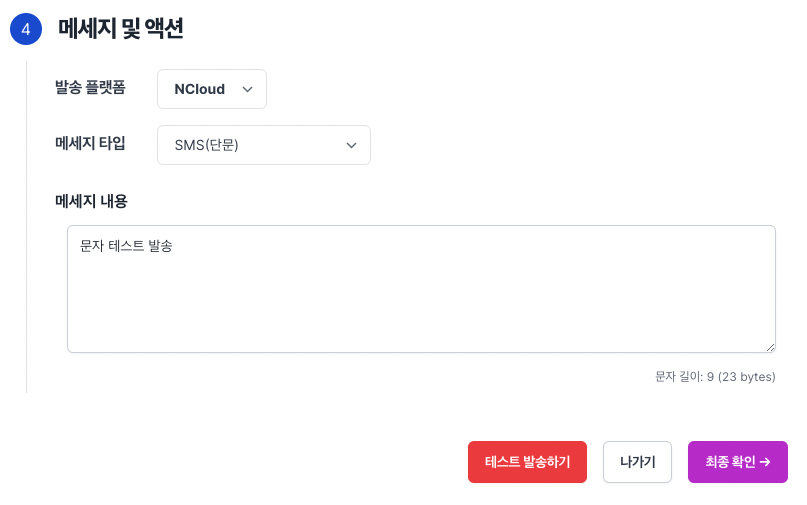 4 메세지 및 액션
발송 플랫폼 NCloud
메세지 타입 SMS(단문)
메세지 내용
문자 테스트 발송
문자 길이: 9 (23 bytes)
테스트 발송하기 나가기 최종 확인 →